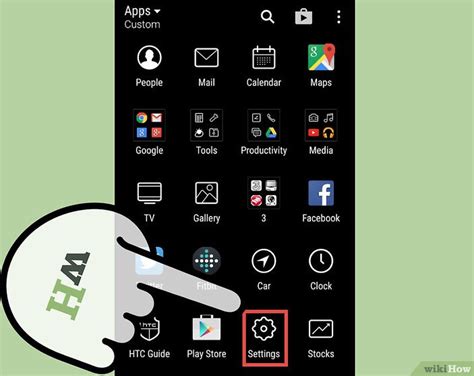 Apps
Custom
People Mail Calendar Maps
Google Tools Productivity Media
TV Gallery 3 Facebook
Fitbit Car Clock
HTC Guide Play Store Settings Stocks
wH
wikiHow